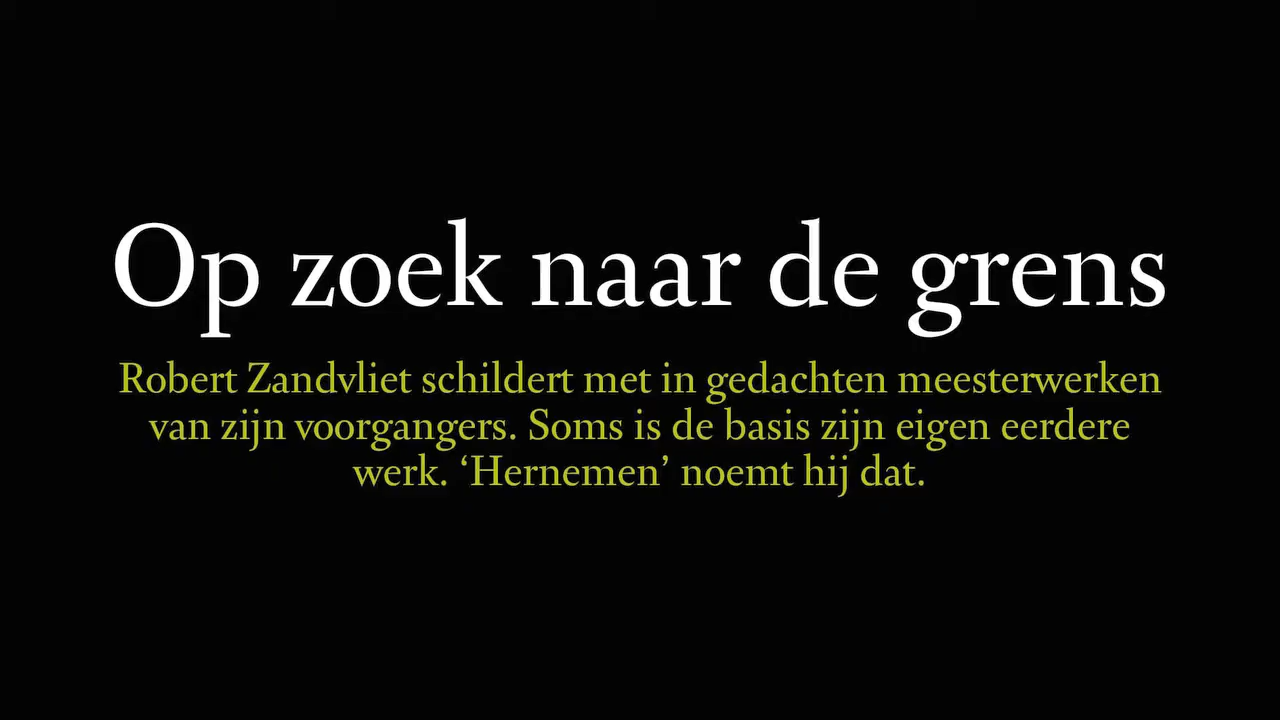 Op zoek naar de grens
Robert Zandvliet schildert met in gedachten meesterwerken
van zijn voorgangers. Soms is de basis zijn eigen eerdere
werk. ‘Hernemen’ noemt hij dat.